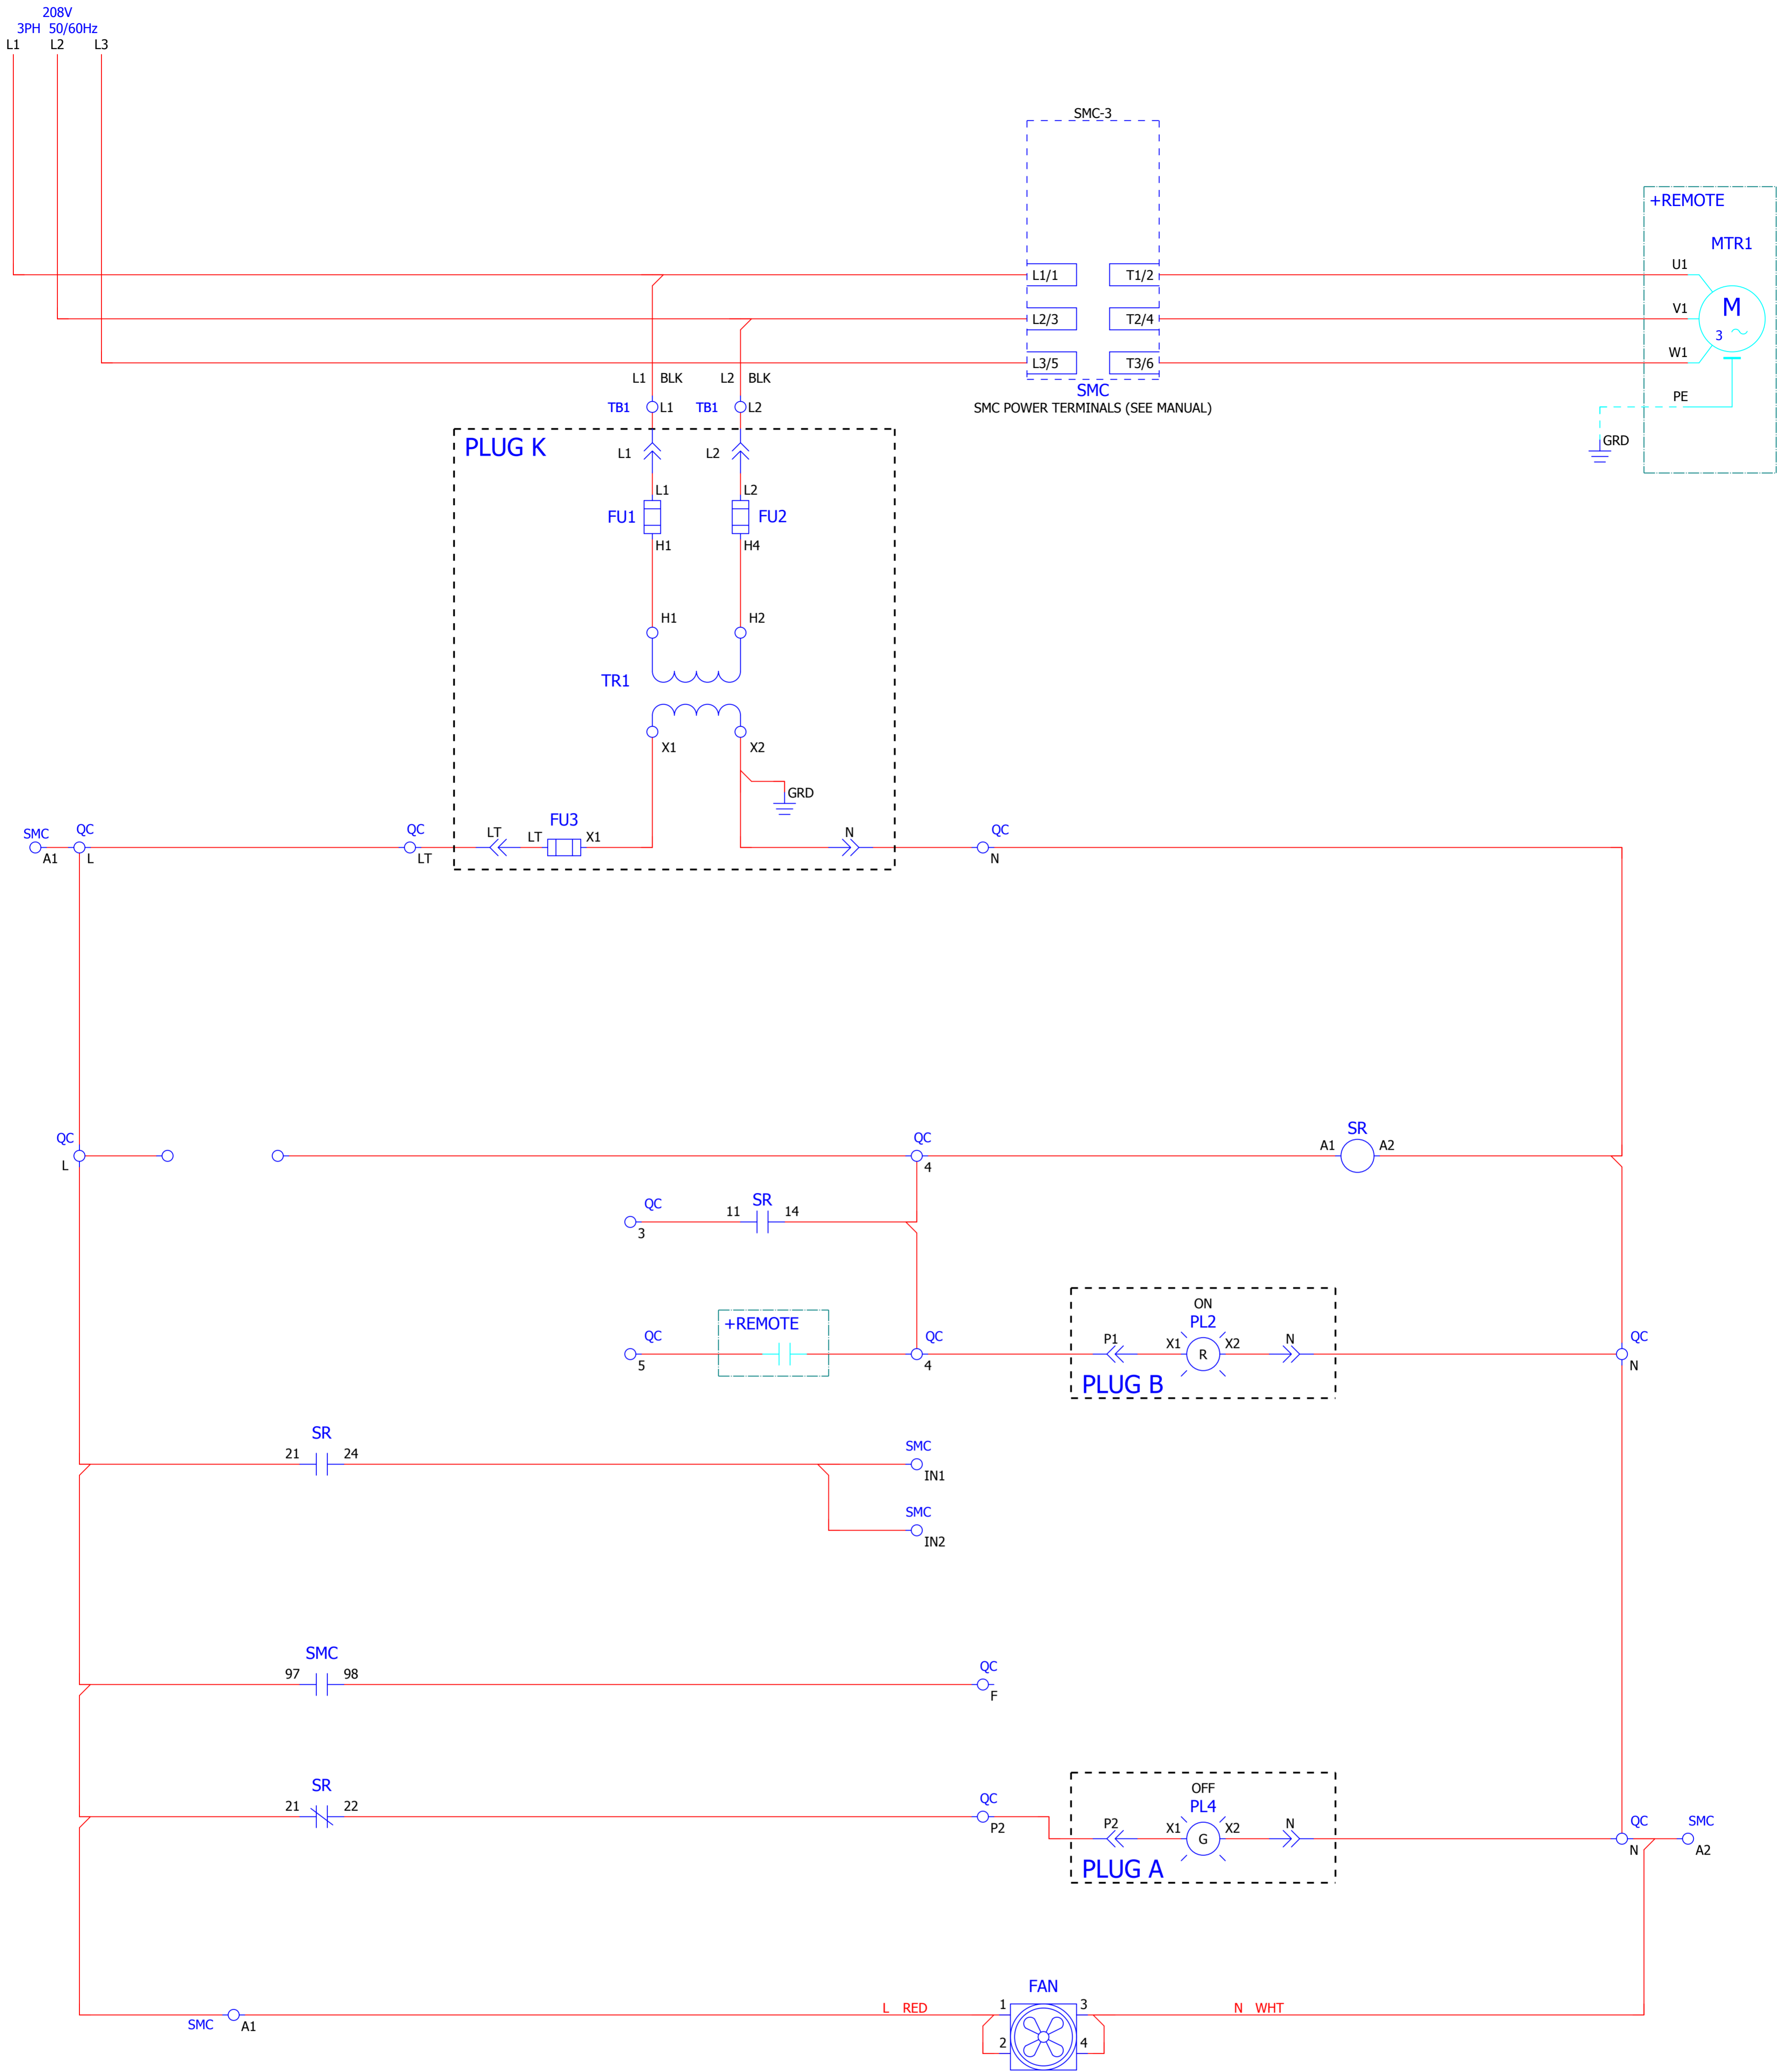 208V
3PH 50/60Hz
L1 L2 L3
SMC-3
+REMOTE
MTR1
L1/1 T1/2 U1
M
3
L2/3 T2/4 V1
L3/5 T3/6 W1
L1 BLK L2 BLK
SMC
SMC POWER TERMINALS (SEE MANUAL)
PE
GRD
TB1 L1 TB1 L2
PLUG K
L1 L2
L1 L2
FU1 FU2
H1 H4
H1 H2
TR1
X1 X2
GRD
SMC QC QC LT LT FU3 X1 N QC
A1 L LT N
QC QC A1 SR A2
L 4
QC 11 SR 14
3
+REMOTE
ON
PL2
QC QC P1 X1 R X2 N QC
5 4 N
PLUG B
SR
21 24 SMC
IN1
SMC
IN2
SMC
97 98 QC
F
SR
21 22 QC
P2
OFF
PL4
P2 X1 G X2 N QC SMC
N A2
PLUG A
FAN
L RED 1 3 N WHT
SMC A1
2 4